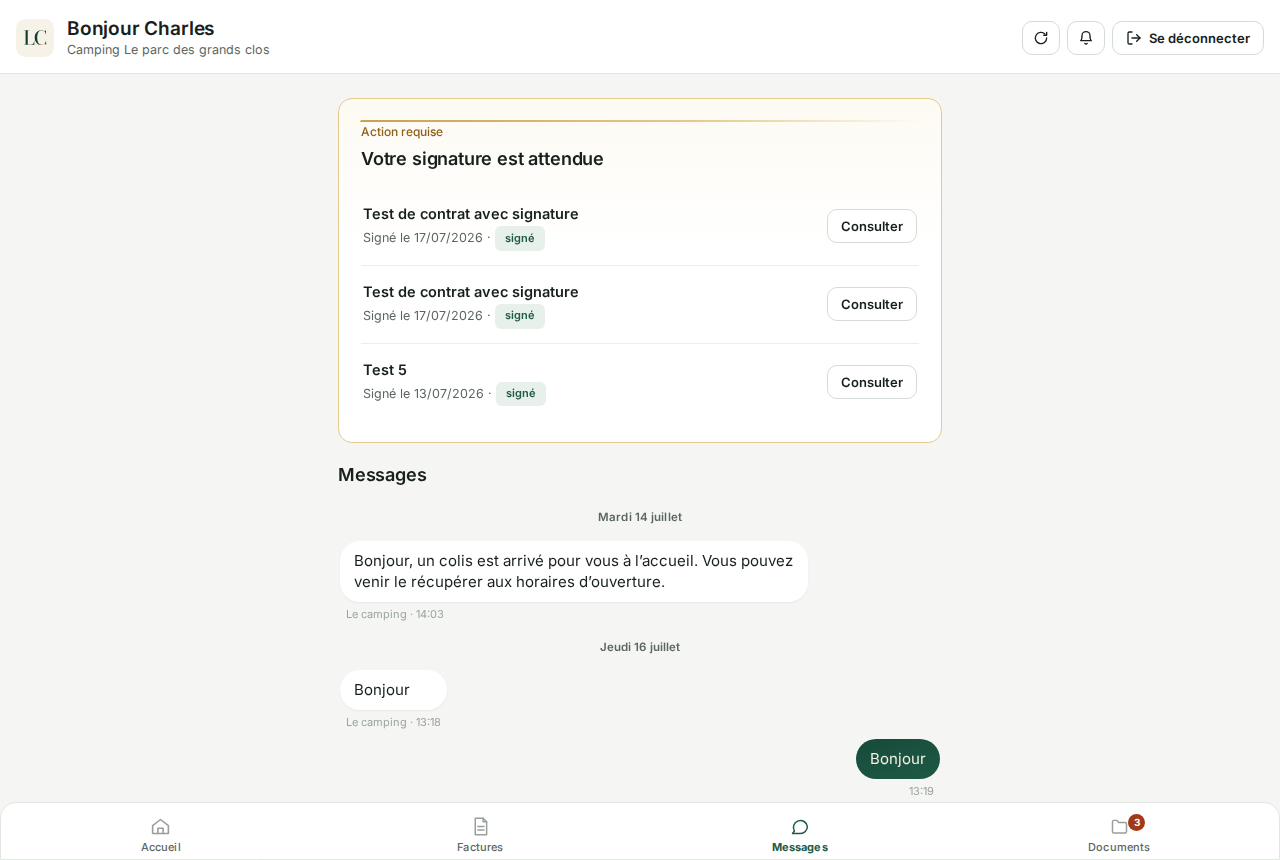 LC
Bonjour Charles
Camping Le parc des grands clos
Se déconnecter
Action requise
Votre signature est attendue
Test de contrat avec signature
Signé le 17/07/2026 · signé
Consulter
Test de contrat avec signature
Signé le 17/07/2026 · signé
Consulter
Test 5
Signé le 13/07/2026 · signé
Consulter
Messages
Mardi 14 juillet
Bonjour, un colis est arrivé pour vous à l’accueil. Vous pouvez
venir le récupérer aux horaires d’ouverture.
Le camping · 14:03
Jeudi 16 juillet
Bonjour
Le camping · 13:18
Bonjour
13:19
Accueil
Factures
Messages
3
Documents